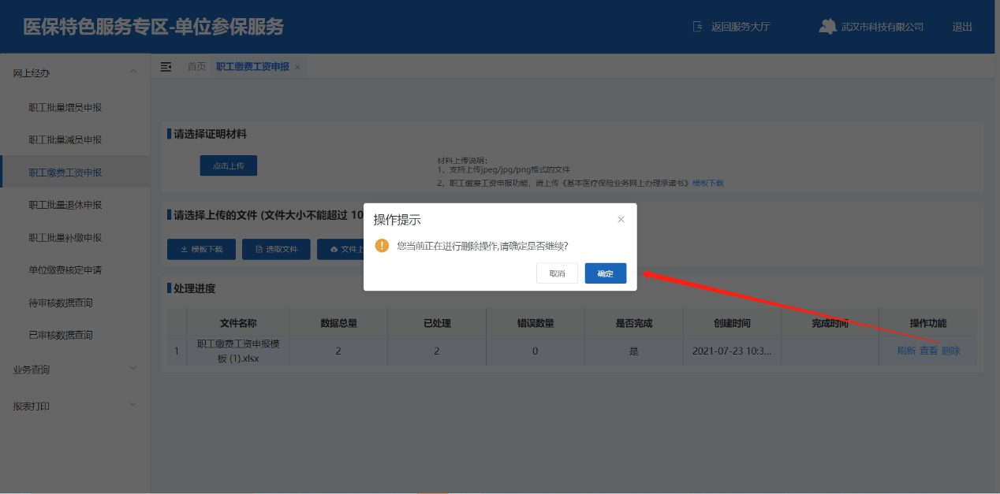 医保特色服务专区-单位参保服务
返回服务大厅
武汉市科技有限公司
退出
网上经办
职工批量增员申报
职工批量减员申报
职工缴费工资申报
职工批量退休申报
职工批量补缴申报
单位缴费核定申请
待审核数据查询
已审核数据查询
业务查询
报表打印
首页
职工缴费工资申报 ×
请选择证明材料
点击上传
材料上传说明：
1、支持上传jpeg/jpg/png格式的文件
2、职工缴费工资申报功能，请上传《基本医疗保险业务网上办理承诺书》模板下载
请选择上传的文件 (文件大小不能超过 10
模板下载
选取文件
文件上
操作提示
您当前正在进行删除操作,请确定是否继续?
取消
确定
处理进度
文件名称 数据总量 已处理 错误数量 是否完成 创建时间 完成时间 操作功能
1 职工缴费工资申报模板 (1).xlsx 2 2 0 是 2021-07-23 10:3... 刷新 查看 删除